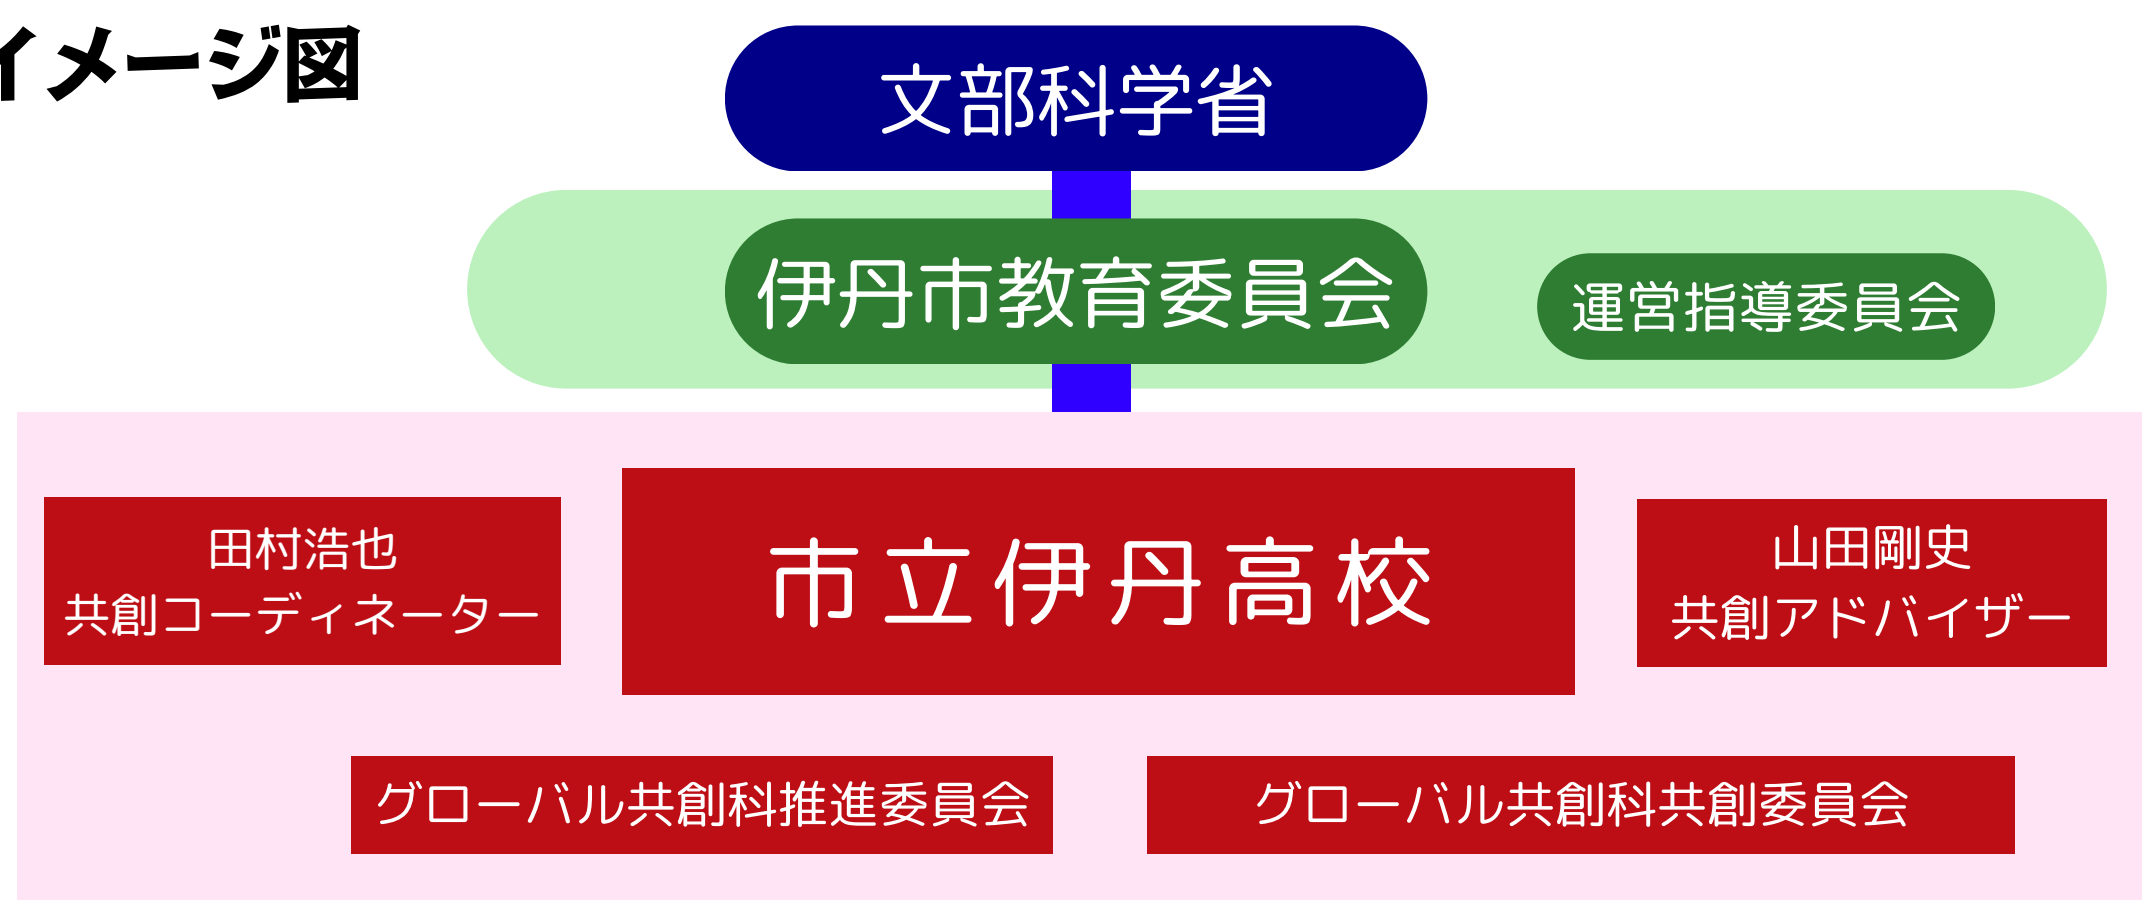 イメージ図
文部科学省
伊丹市教育委員会
運営指導委員会
田村浩也
共創コーディネーター
市立伊丹高校
山田剛史
共創アドバイザー
グローバル共創科推進委員会
グローバル共創科共創委員会